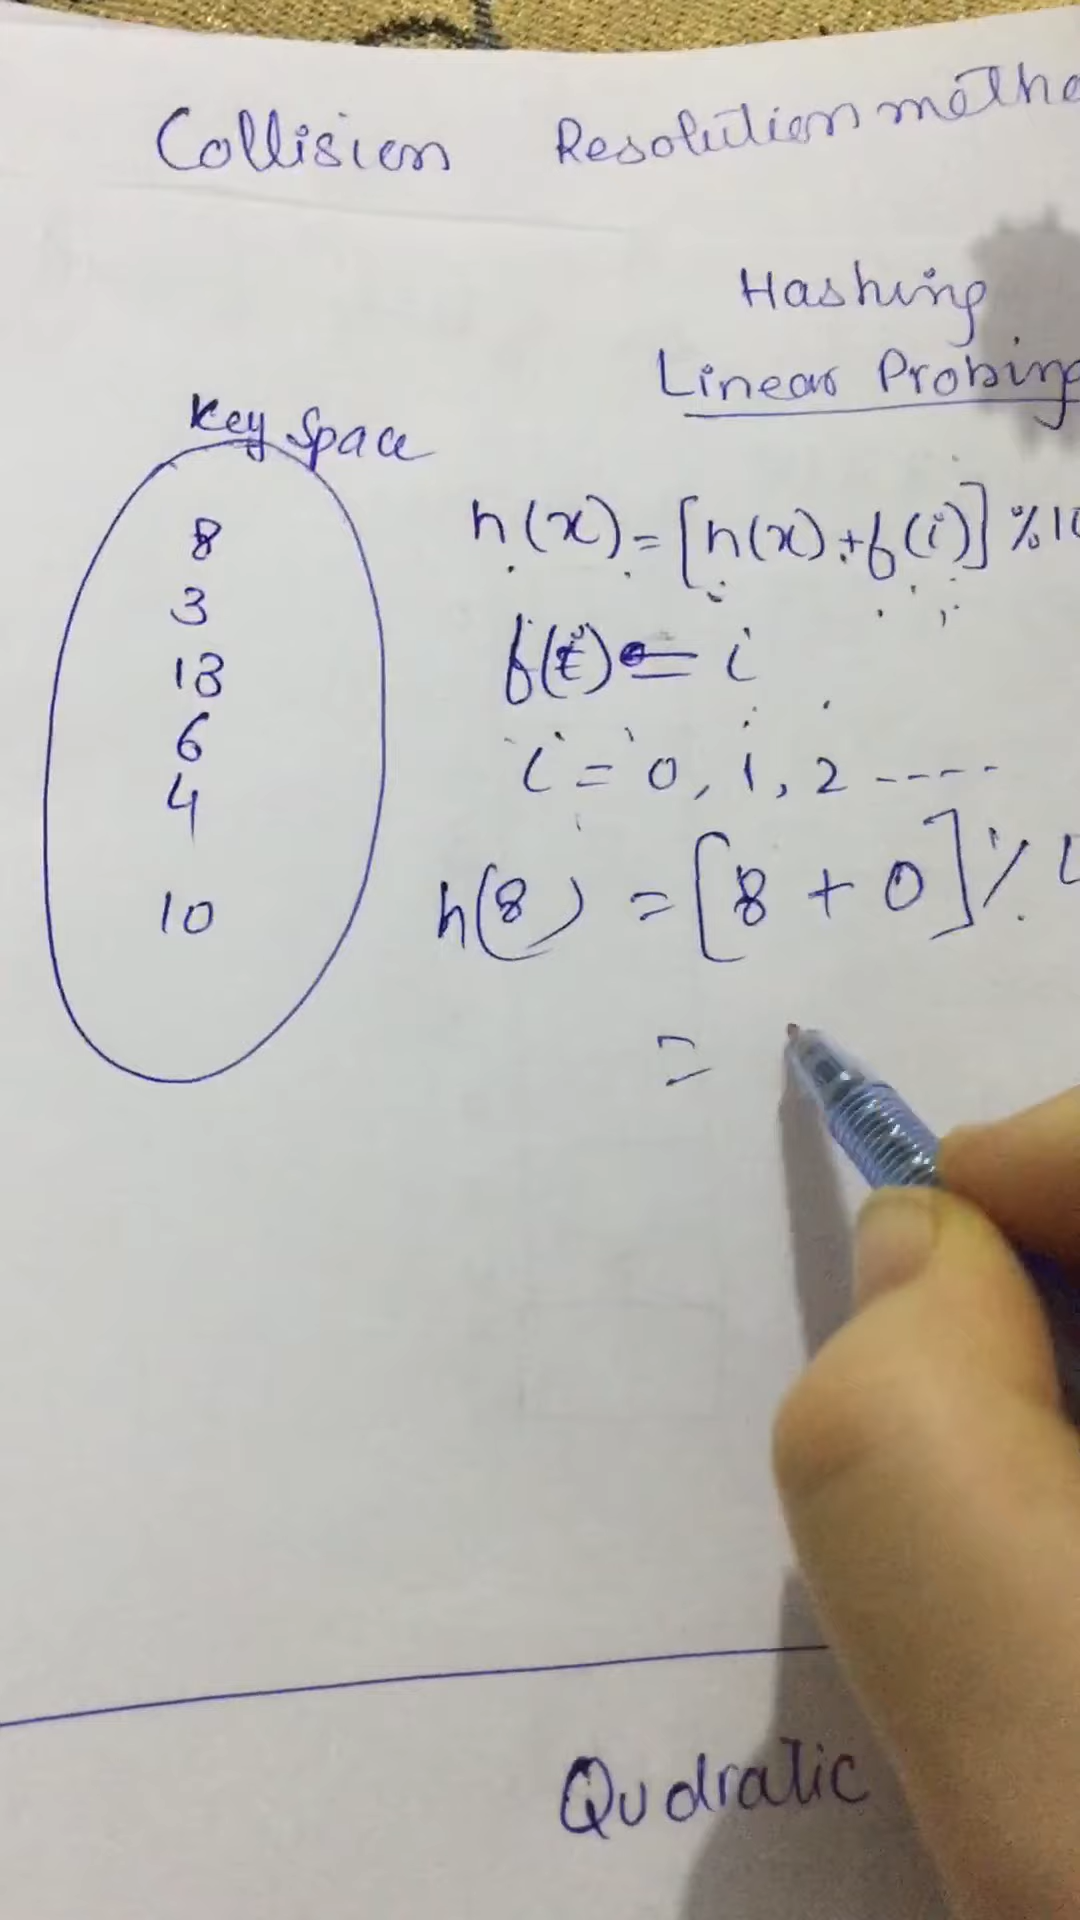 Collision Resolution metho
Hashing
Linear Probing
Key Space
8
3
13
6
4
10
h(x) = [h(x) + f(i)] % 10
f(i) = i
i = 0, 1, 2 ----
h(8) = [8 + 0] %
=
Qudratic